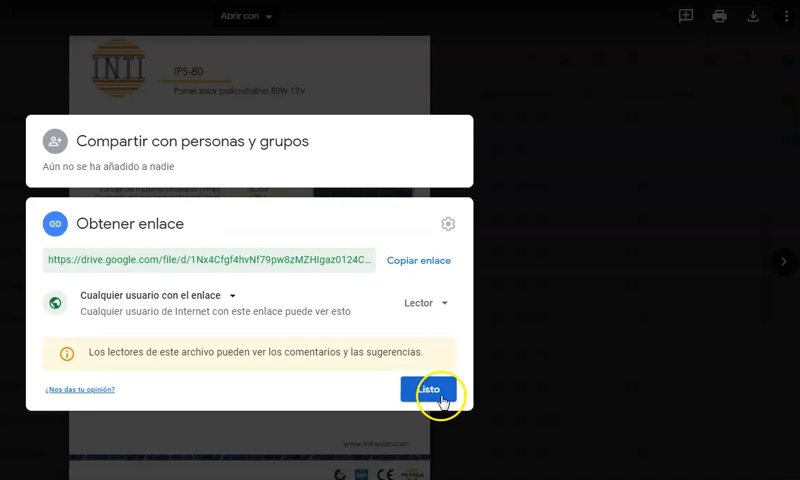 Abrir con
INTI
IPS-80
Panel solar policristalino 80W 12v
Compartir con personas y grupos
Aún no se ha añadido a nadie
Obtener enlace
https://drive.google.com/file/d/1Nx4Cfgf4hvNf79pw8zMZHIgaz0124C...
Copiar enlace
Cualquier usuario con el enlace
Cualquier usuario de Internet con este enlace puede ver esto
Lector
Los lectores de este archivo pueden ver los comentarios y las sugerencias.
¿Nos das tu opinión?
Listo
www.inti-solar.com
CE